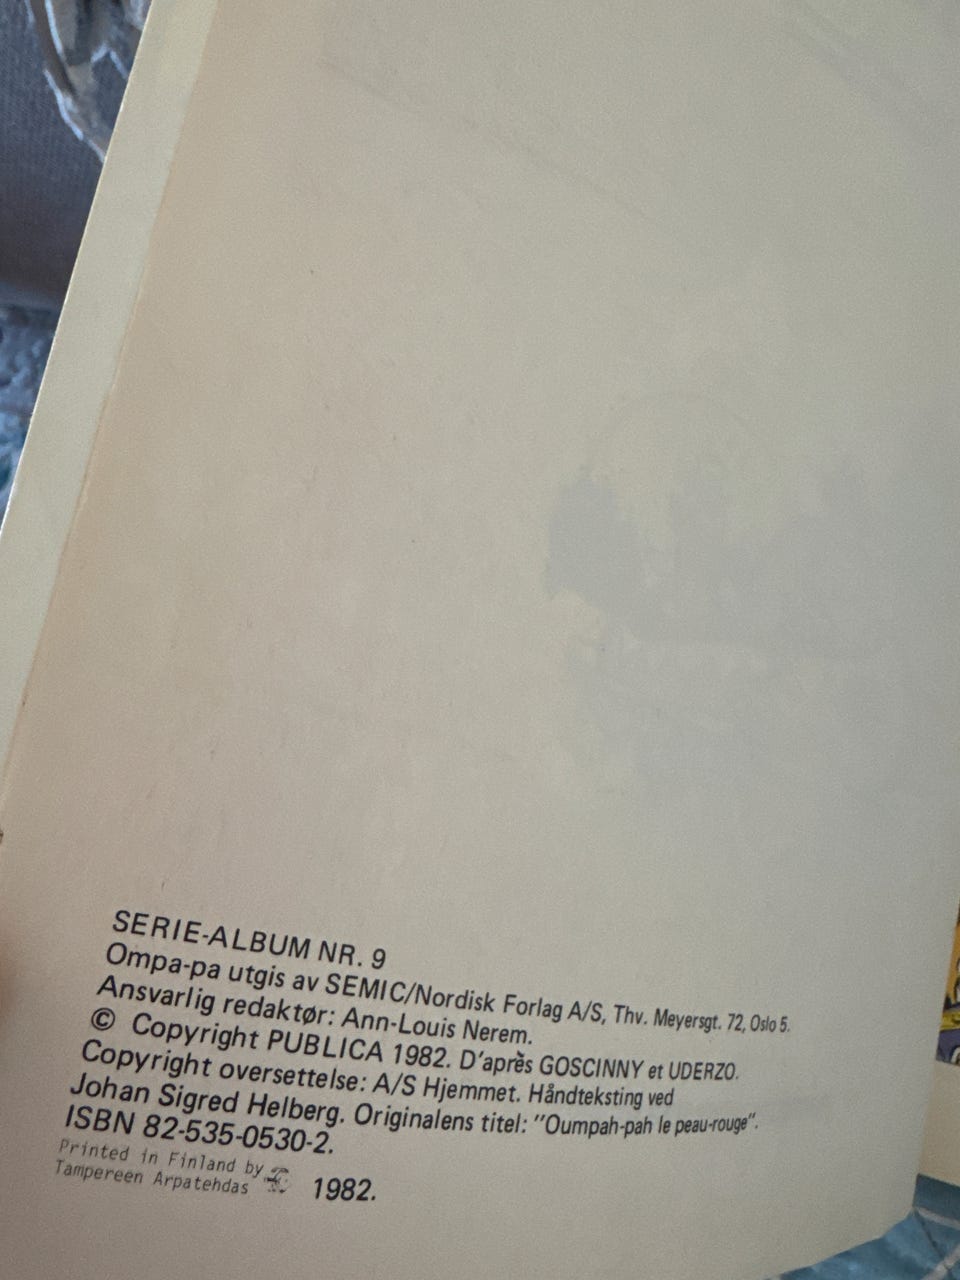 SERIE-ALBUM NR. 9
Ompa-pa utgis av SEMIC/Nordisk Forlag A/S, Thv. Meyersgt. 72, Oslo 5.
Ansvarlig redaktør: Ann-Louis Nerem.
© Copyright PUBLICA 1982. D'après GOSCINNY et UDERZO.
Copyright oversettelse: A/S Hjemmet. Håndteksting ved
Johan Sigred Helberg. Originalens titel: "Oumpah-pah le peau-rouge".
ISBN 82-535-0530-2.
Printed in Finland by
Tampereen Arpatehdas 1982.